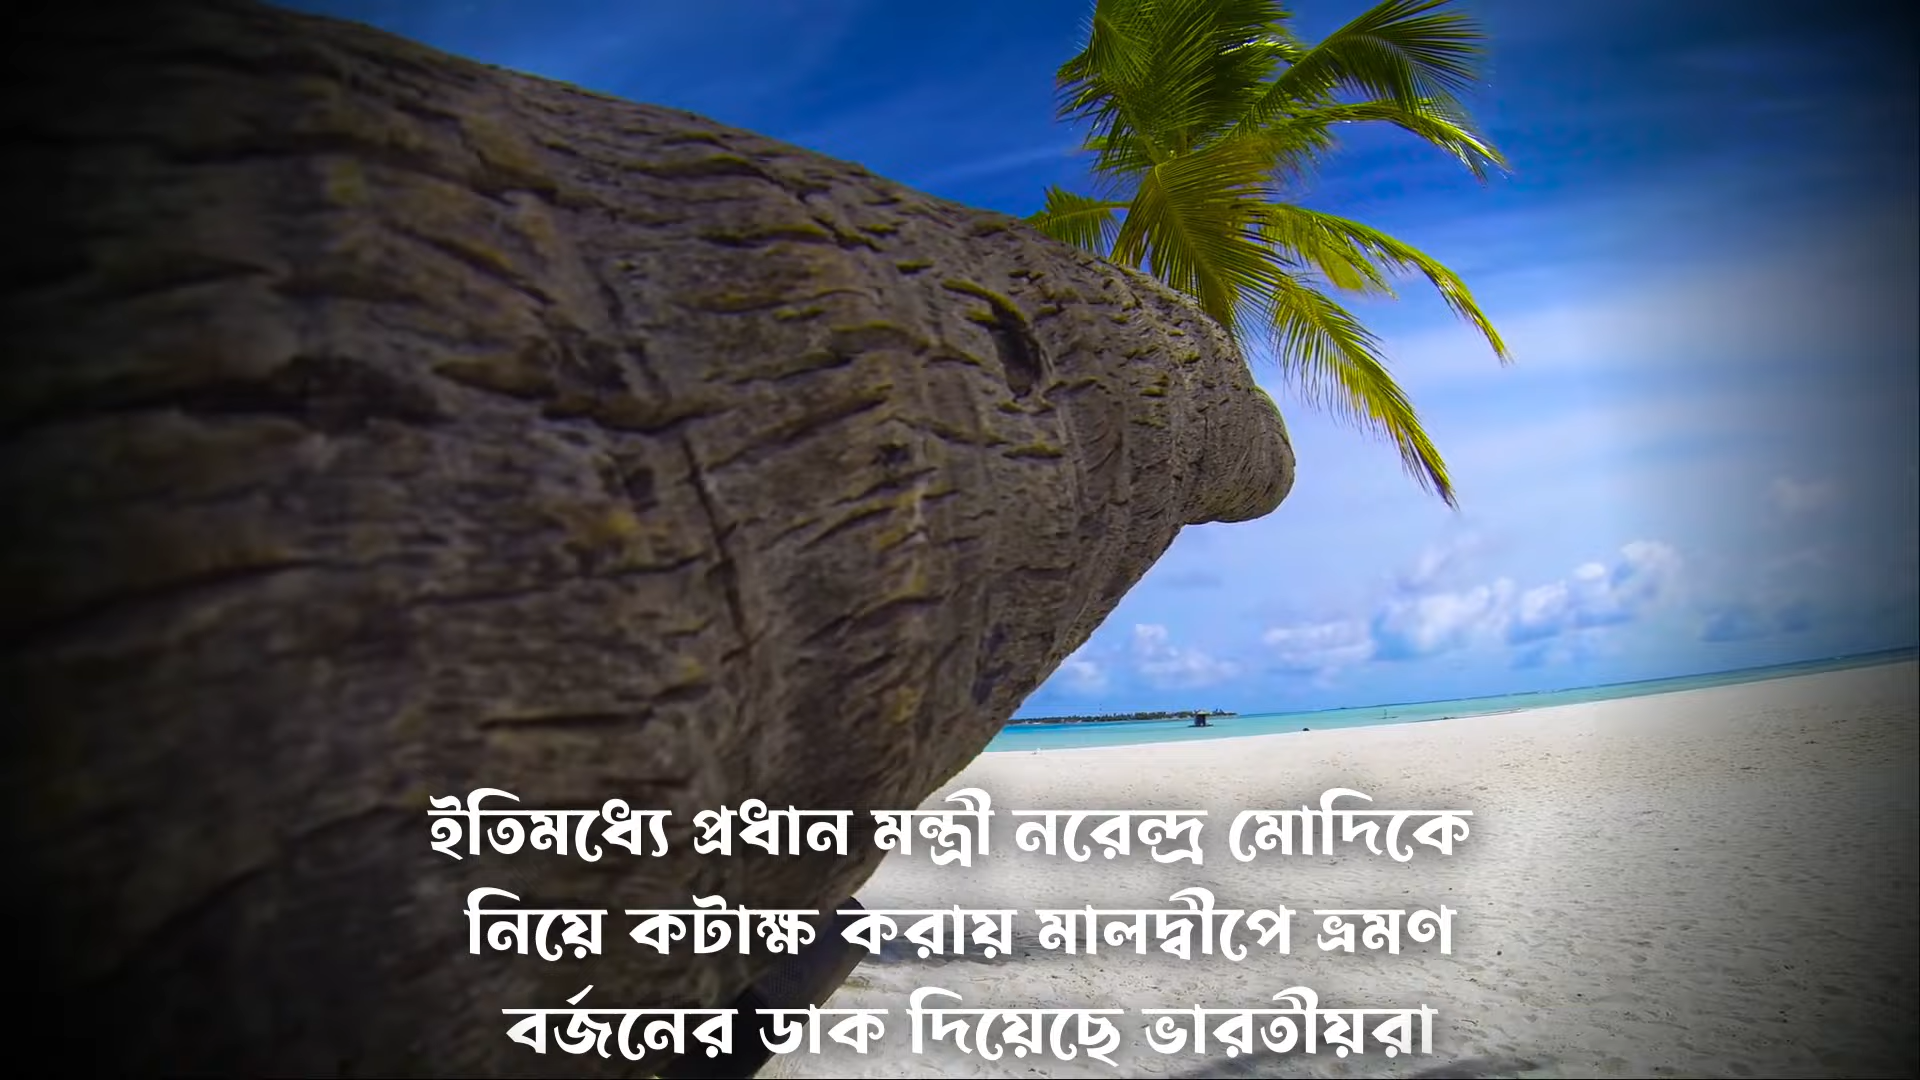 ইতিমধ্যে প্রধান মন্ত্রী নরেন্দ্র মোদিকে
নিয়ে কটাক্ষ করায় মালদ্বীপে ভ্রমণ
বর্জনের ডাক দিয়েছে ভারতীয়রা